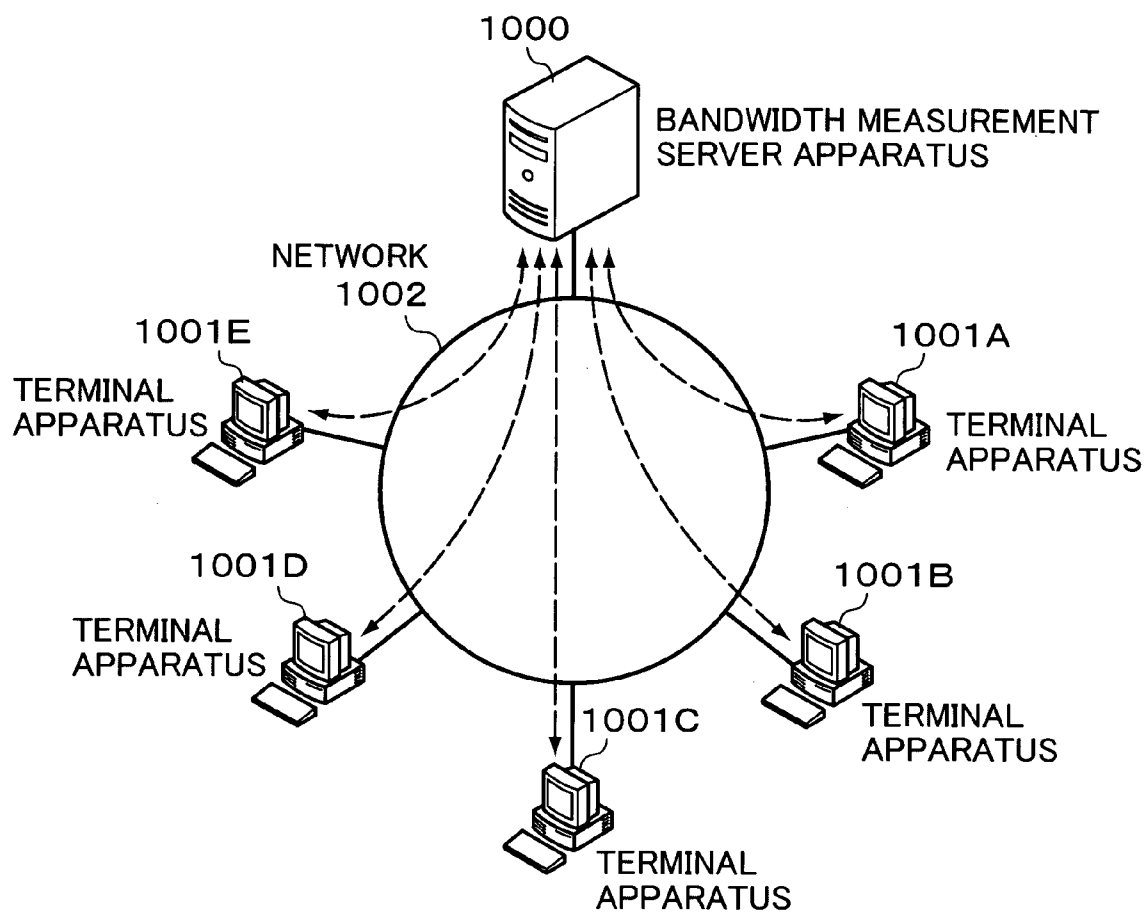 1000
BANDWIDTH MEASUREMENT
SERVER APPARATUS
NETWORK
1002
1001E
TERMINAL
APPARATUS
1001A
TERMINAL
APPARATUS
1001D
TERMINAL
APPARATUS
1001B
TERMINAL
APPARATUS
1001C
TERMINAL
APPARATUS